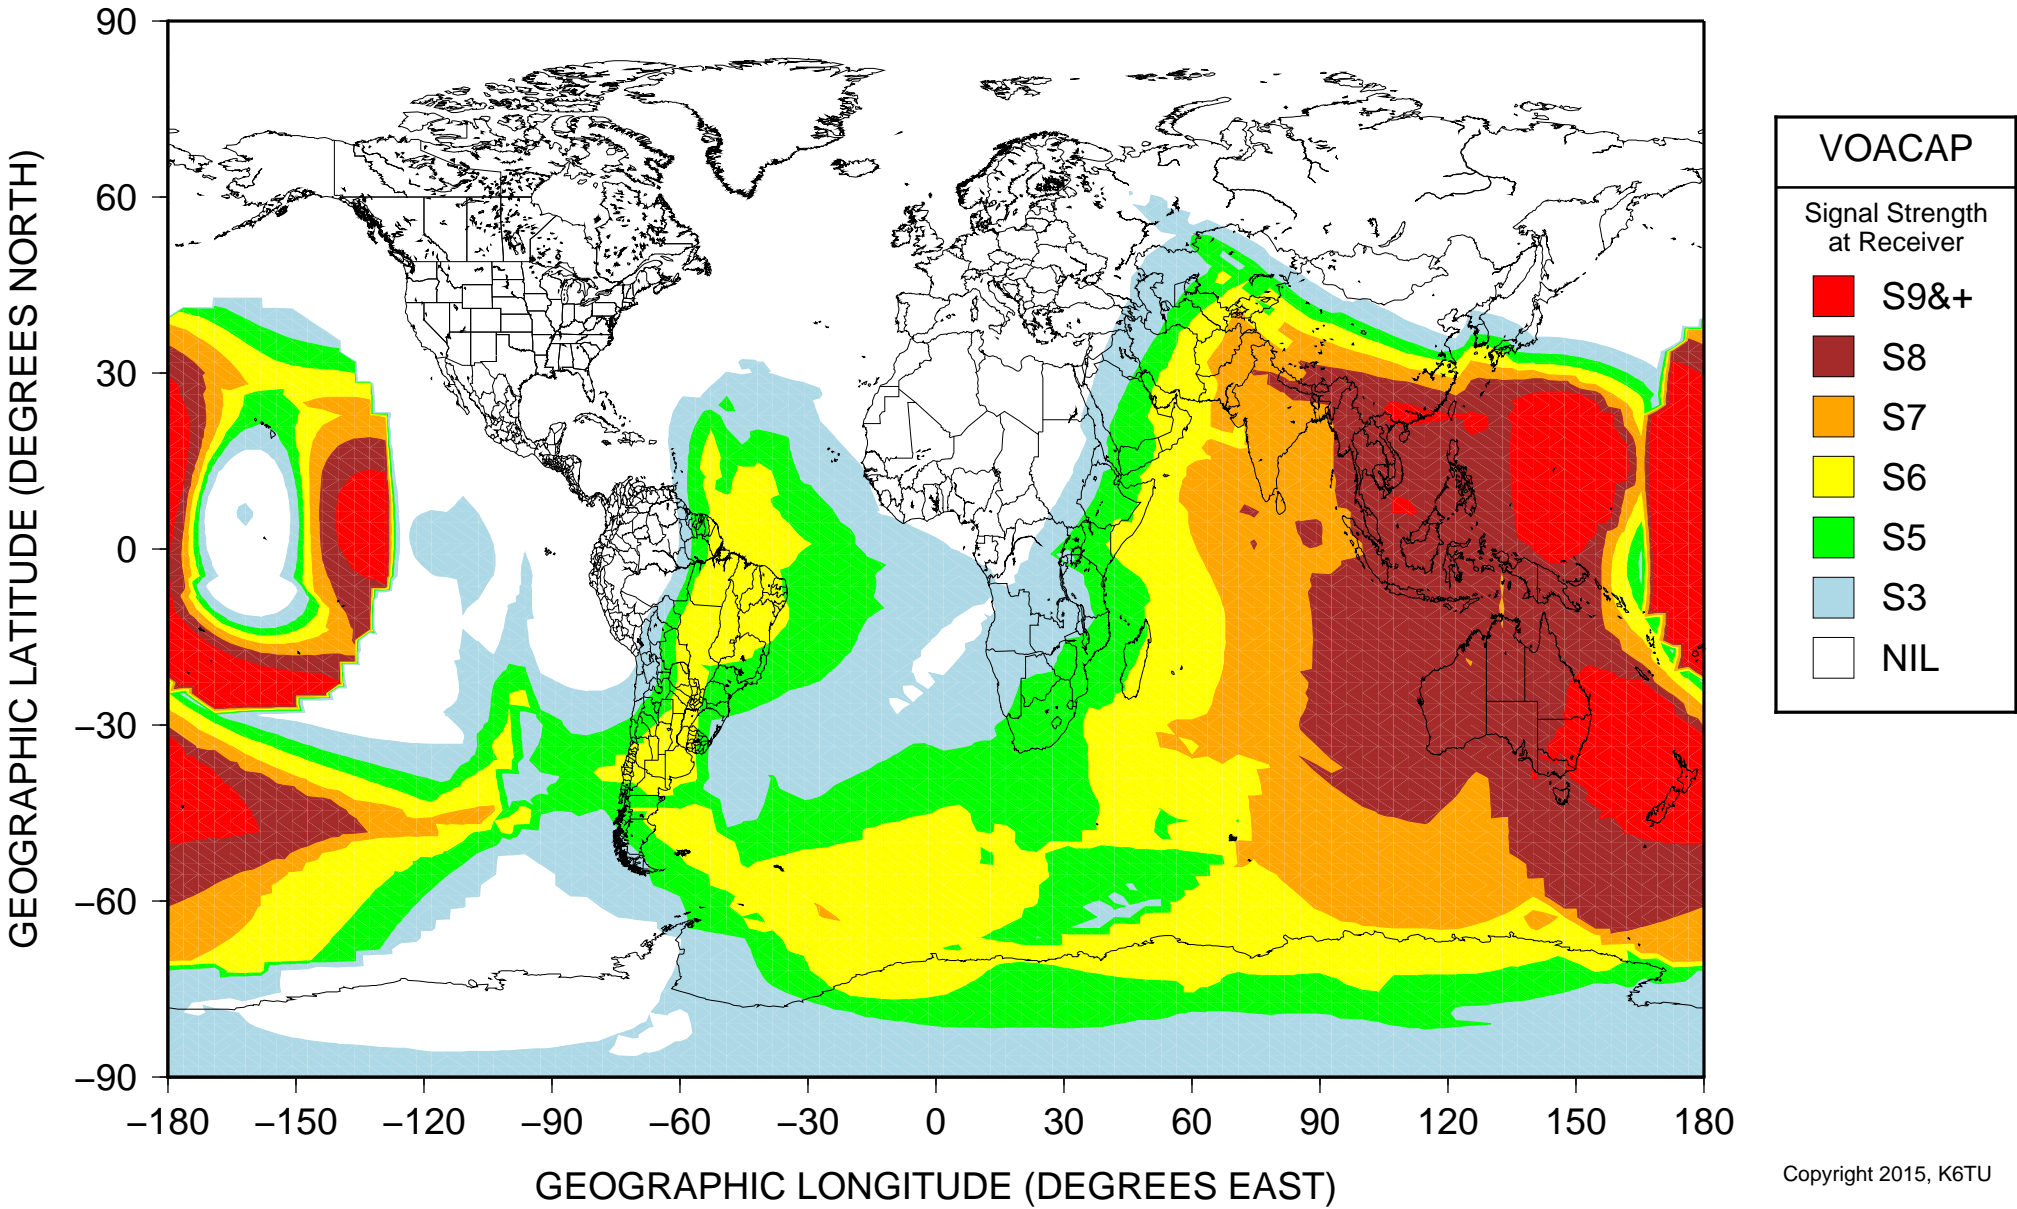 90
60
30
0
−30
−60
−90
GEOGRAPHIC LATITUDE (DEGREES NORTH)
−180 −150 −120 −90 −60 −30 0 30 60 90 120 150 180
GEOGRAPHIC LONGITUDE (DEGREES EAST)
VOACAP
Signal Strength
at Receiver
S9&+
S8
S7
S6
S5
S3
NIL
Copyright 2015, K6TU